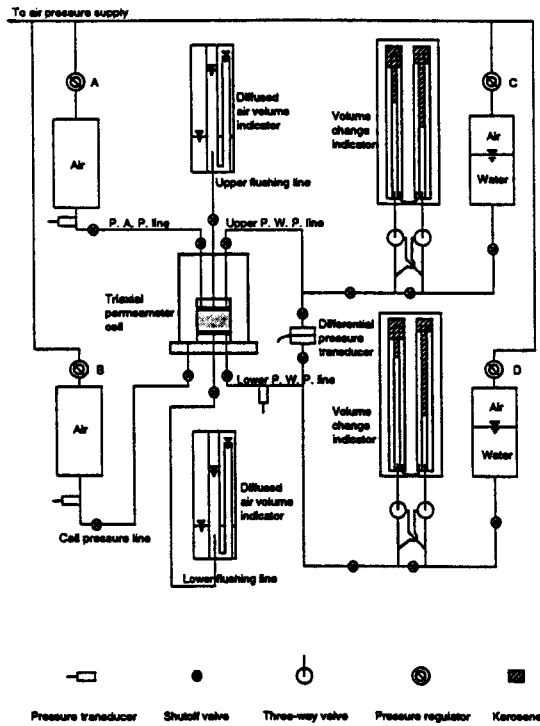 To air pressure supply
A
Air
P. A. P. line
Diffused
air volume
indicator
Upper flushing line
Upper P. W. P. line
Volume
change
indicator
C
Air
Water
Triaxial
permeameter
cell
Differential
pressure
transducer
B
Air
Lower P. W. P. line
Cell pressure line
Diffused
air volume
indicator
Lower flushing line
Volume
change
indicator
D
Air
Water
Pressure transducer
Shutoff valve
Three-way valve
Pressure regulator
Kerosene